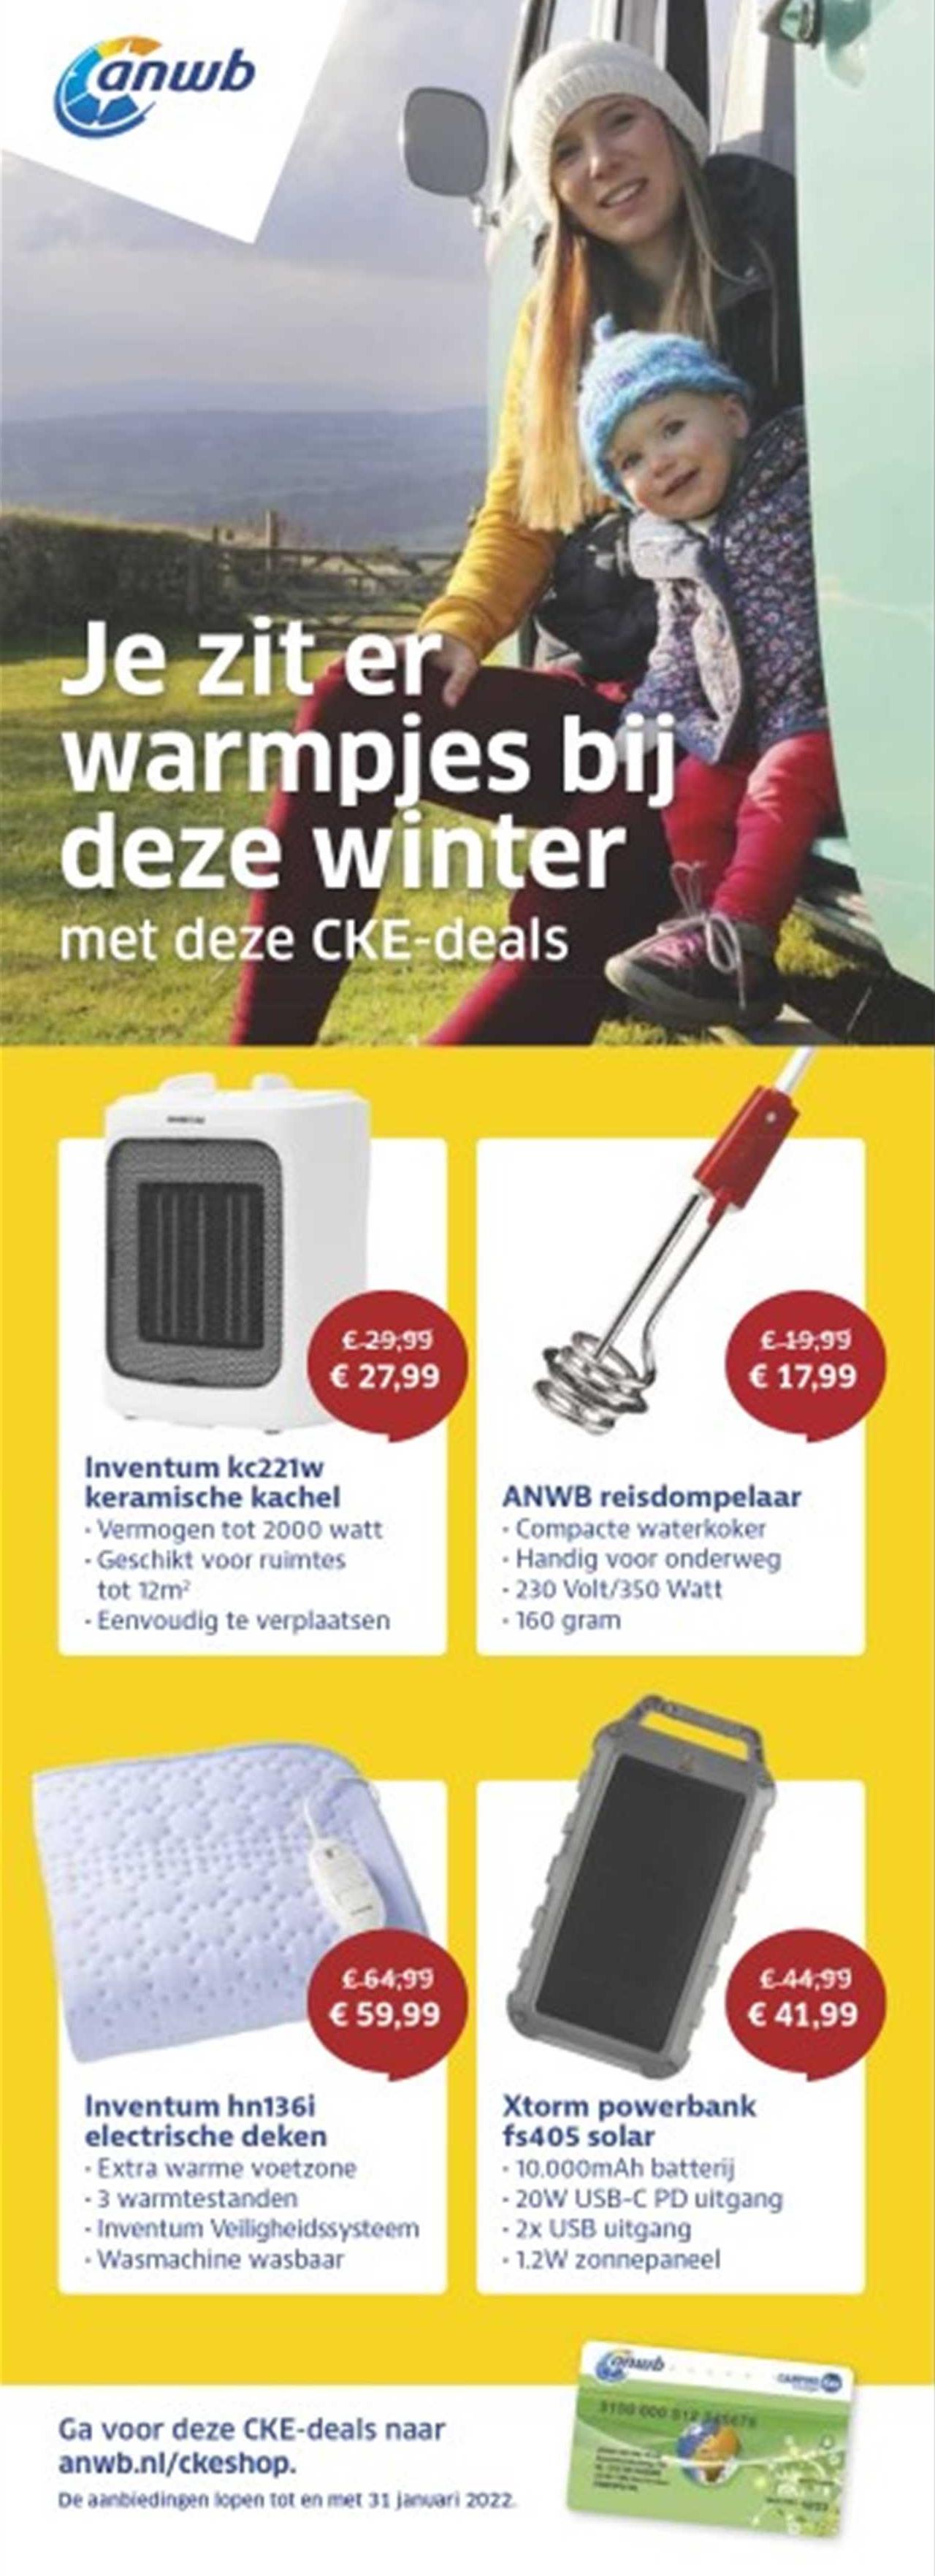 anwb
Je zit er
warmpjes bij
deze winter
met deze CKE-deals
€ 29,99
€ 27,99
Inventum kc221w
keramische kachel
· Vermogen tot 2000 watt
· Geschikt voor ruimtes
tot 12m²
· Eenvoudig te verplaatsen
€ 19,99
€ 17,99
ANWB reisdompelaar
· Compacte waterkoker
· Handig voor onderweg
· 230 Volt/350 Watt
· 160 gram
€ 64,99
€ 59,99
Inventum hn136i
electrische deken
· Extra warme voetzone
· 3 warmtestanden
· Inventum Veiligheidssysteem
· Wasmachine wasbaar
€ 44,99
€ 41,99
Xtorm powerbank
fs405 solar
· 10.000mAh batterij
· 20W USB-C PD uitgang
· 2x USB uitgang
· 1.2W zonnepaneel
Ga voor deze CKE-deals naar
anwb.nl/ckeshop.
De aanbiedingen lopen tot en met 31 januari 2022.
anwb